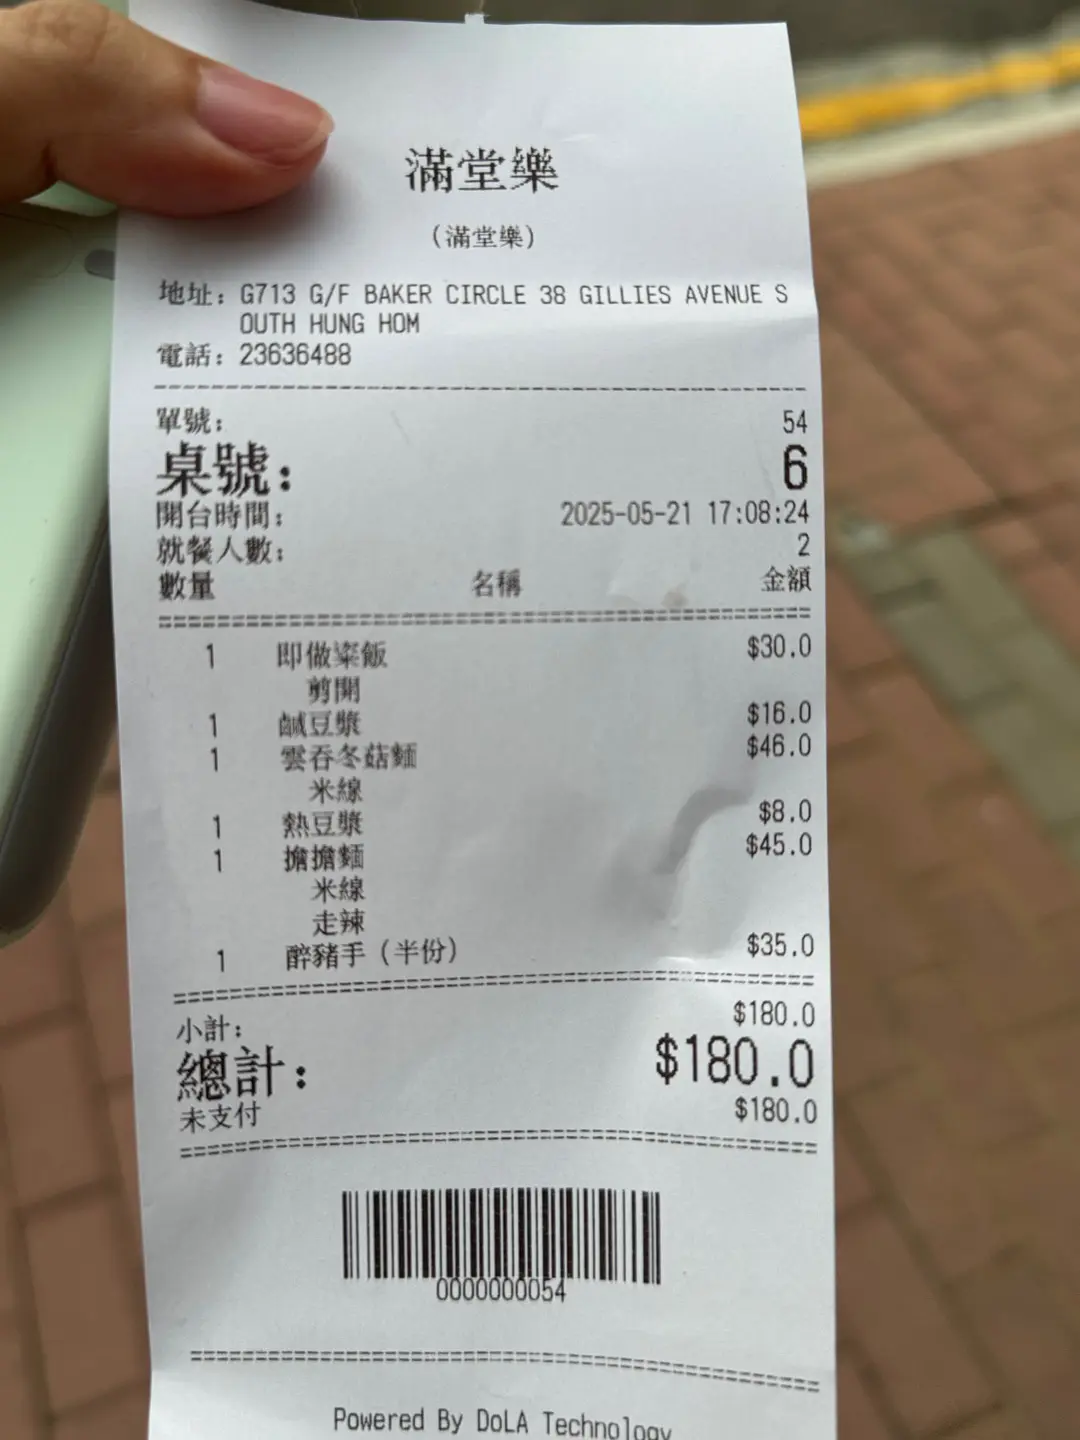 滿堂樂
(滿堂樂)
地址: G713 G/F BAKER CIRCLE 38 GILLIES AVENUE S
OUTH HUNG HOM
電話: 23636488
單號: 54
桌號: 6
開台時間: 2025-05-21 17:08:24
就餐人數: 2
數量 名稱 金額
1 即做粢飯 $30.0
剪開
1 鹹豆漿 $16.0
1 雲吞冬菇麵 $46.0
米線
1 熱豆漿 $8.0
1 擔擔麵 $45.0
米線
走辣
1 醉豬手(半份) $35.0
小計: $180.0
總計: $180.0
未支付 $180.0
0000000054
Powered By DoLA Technology